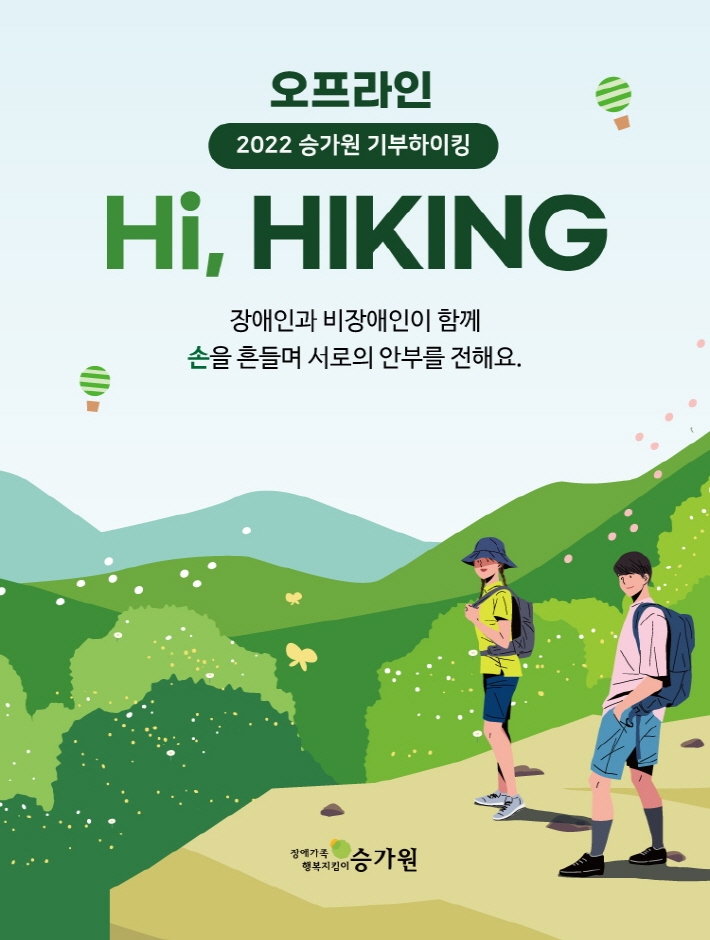 오프라인
2022 승가원 기부하이킹
Hi, HIKING
장애인과 비장애인이 함께
손을 흔들며 서로의 안부를 전해요.
장애가족
행복지킴이 승가원